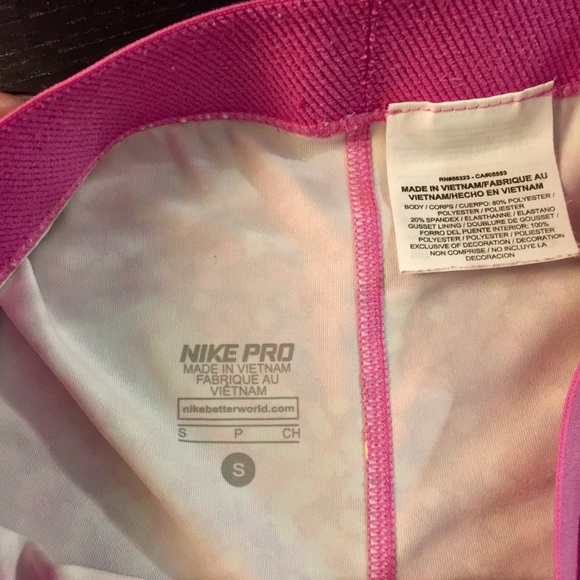 RN#56323 - CA#05553
MADE IN VIETNAM/FABRIQUE AU
VIETNAM/HECHO EN VIETNAM
BODY / CORPS / CUERPO: 80% POLYESTER /
POLYESTER / POLIESTER
20% SPANDEX / ELASTHANNE / ELASTANO
GUSSET LINING / DOUBLURE DE GOUSSET /
FORRO DEL PUENTE INTERIOR: 100%
POLYESTER / POLYESTER / POLIESTER
EXCLUSIVE OF DECORATION / DECORATION
NON COMPRISE / NO INCLUYE LA
DECORACION
NIKE PRO
MADE IN VIETNAM
FABRIQUE AU
VIÊTNAM
nikebetterworld.com
S P CH
S